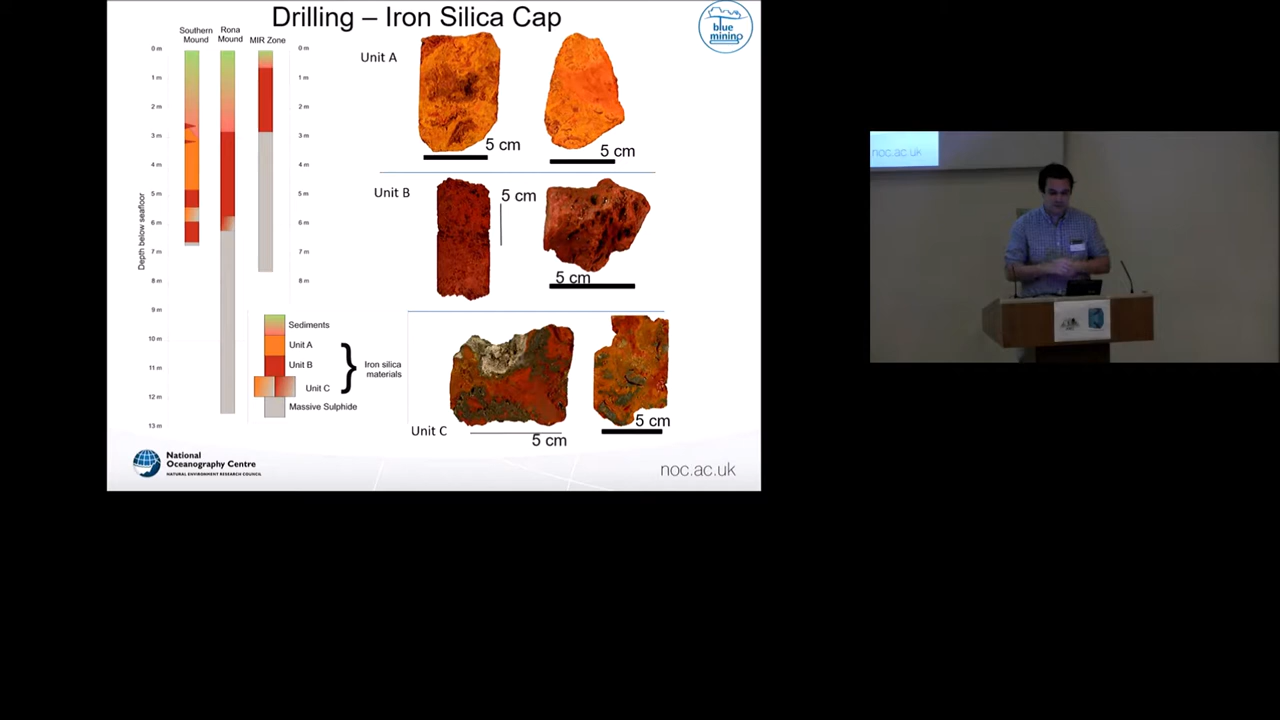 Drilling – Iron Silica Cap
blue
mining
Southern
Mound
Rona
Mound
MIR Zone
0 m
1 m
2 m
3 m
4 m
5 m
6 m
7 m
8 m
9 m
10 m
11 m
12 m
13 m
Depth below seafloor
0 m
1 m
2 m
3 m
4 m
5 m
6 m
7 m
8 m
Sediments
Unit A
Unit B
Unit C
Massive Sulphide
Iron silica
materials
Unit A
5 cm
5 cm
Unit B
5 cm
5 cm
Unit C
5 cm
5 cm
National
Oceanography Centre
NATURAL ENVIRONMENT RESEARCH COUNCIL
noc.ac.uk
noc.ac.uk